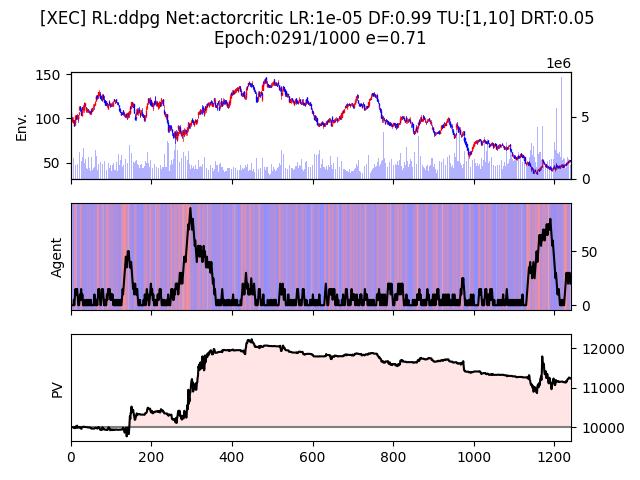 [XEC] RL:ddpg Net:actorcritic LR:1e-05 DF:0.99 TU:[1,10] DRT:0.05
Epoch:0291/1000 e=0.71
1e6
150
100
50
Env.
5
0
Agent
50
0
PV
12000
11000
10000
0 200 400 600 800 1000 1200